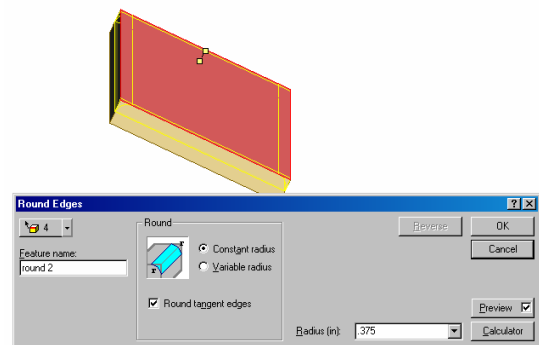 Round Edges
4
Feature name:
round 2
Round
r
r
Constant radius
Variable radius
Round tangent edges
Reverse
OK
Cancel
Preview
Radius (in): .375
Calculator